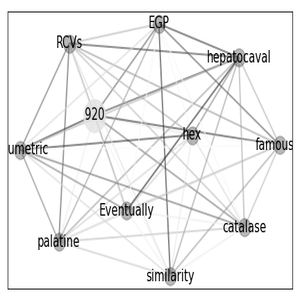 EGP
RCVs
hepatocaval
920
hex
umetric
famous
Eventually
catalase
palatine
similarity